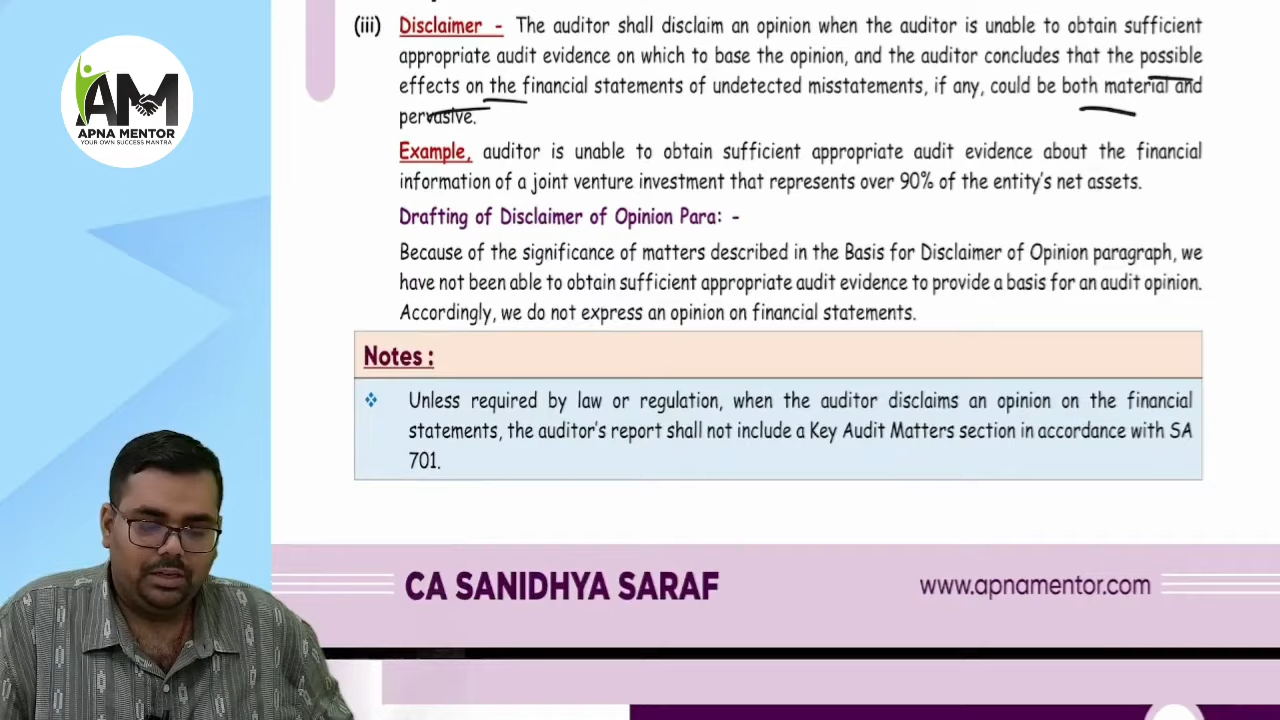 (iii) Disclaimer - The auditor shall disclaim an opinion when the auditor is unable to obtain sufficient
appropriate audit evidence on which to base the opinion, and the auditor concludes that the possible
effects on the financial statements of undetected misstatements, if any, could be both material and
pervasive.
Example, auditor is unable to obtain sufficient appropriate audit evidence about the financial
information of a joint venture investment that represents over 90% of the entity's net assets.
Drafting of Disclaimer of Opinion Para: -
Because of the significance of matters described in the Basis for Disclaimer of Opinion paragraph, we
have not been able to obtain sufficient appropriate audit evidence to provide a basis for an audit opinion.
Accordingly, we do not express an opinion on financial statements.
Notes :
❖ Unless required by law or regulation, when the auditor disclaims an opinion on the financial
statements, the auditor's report shall not include a Key Audit Matters section in accordance with SA
701.
CA SANIDHYA SARAF
www.apnamentor.com
AM
APNA MENTOR
YOUR OWN SUCCESS MANTRA